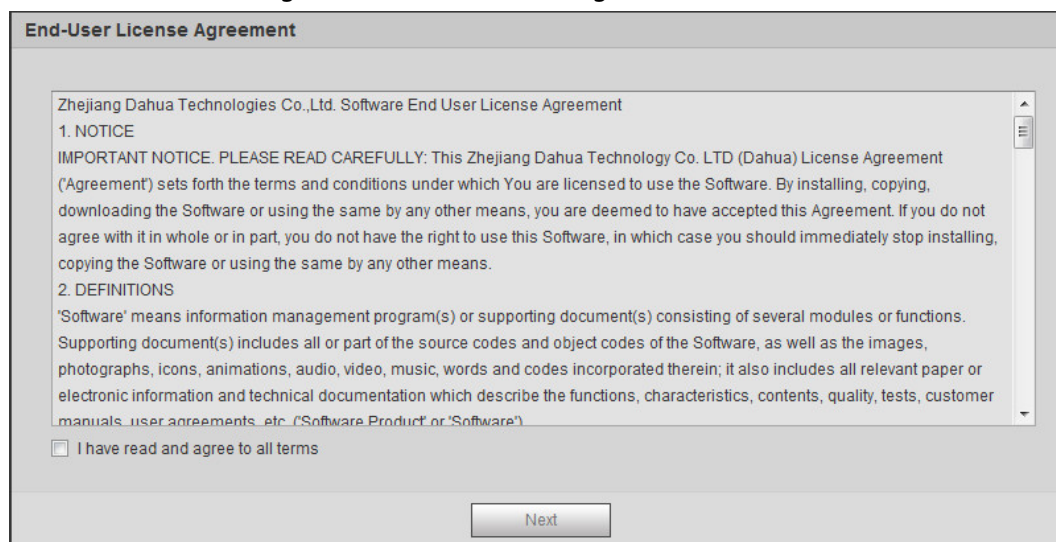 End-User License Agreement
Zhejiang Dahua Technologies Co.,Ltd. Software End User License Agreement
1. NOTICE
IMPORTANT NOTICE. PLEASE READ CAREFULLY: This Zhejiang Dahua Technology Co. LTD (Dahua) License Agreement
('Agreement') sets forth the terms and conditions under which You are licensed to use the Software. By installing, copying,
downloading the Software or using the same by any other means, you are deemed to have accepted this Agreement. If you do not
agree with it in whole or in part, you do not have the right to use this Software, in which case you should immediately stop installing,
copying the Software or using the same by any other means.
2. DEFINITIONS
'Software' means information management program(s) or supporting document(s) consisting of several modules or functions.
Supporting document(s) includes all or part of the source codes and object codes of the Software, as well as the images,
photographs, icons, animations, audio, video, music, words and codes incorporated therein; it also includes all relevant paper or
electronic information and technical documentation which describe the functions, characteristics, contents, quality, tests, customer
manuals, user agreements, etc. ('Software Product' or 'Software')
I have read and agree to all terms
Next